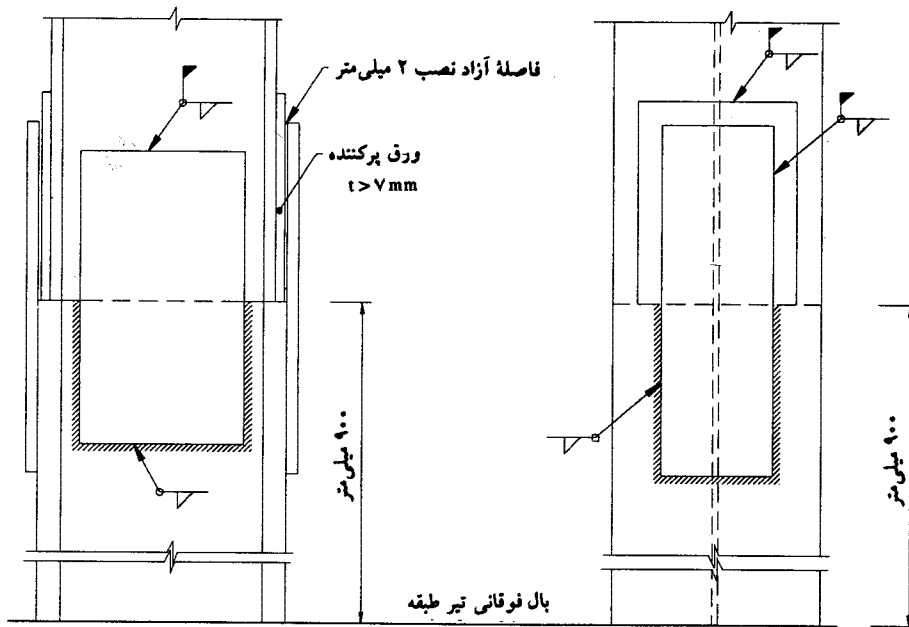 فاصلهٔ آزاد نصب ۲ میلی‌متر
ورق پرکننده
t > ۷ mm
۹۰۰ میلی‌متر
۹۰۰ میلی‌متر
بال فوقانی تیر طبقه